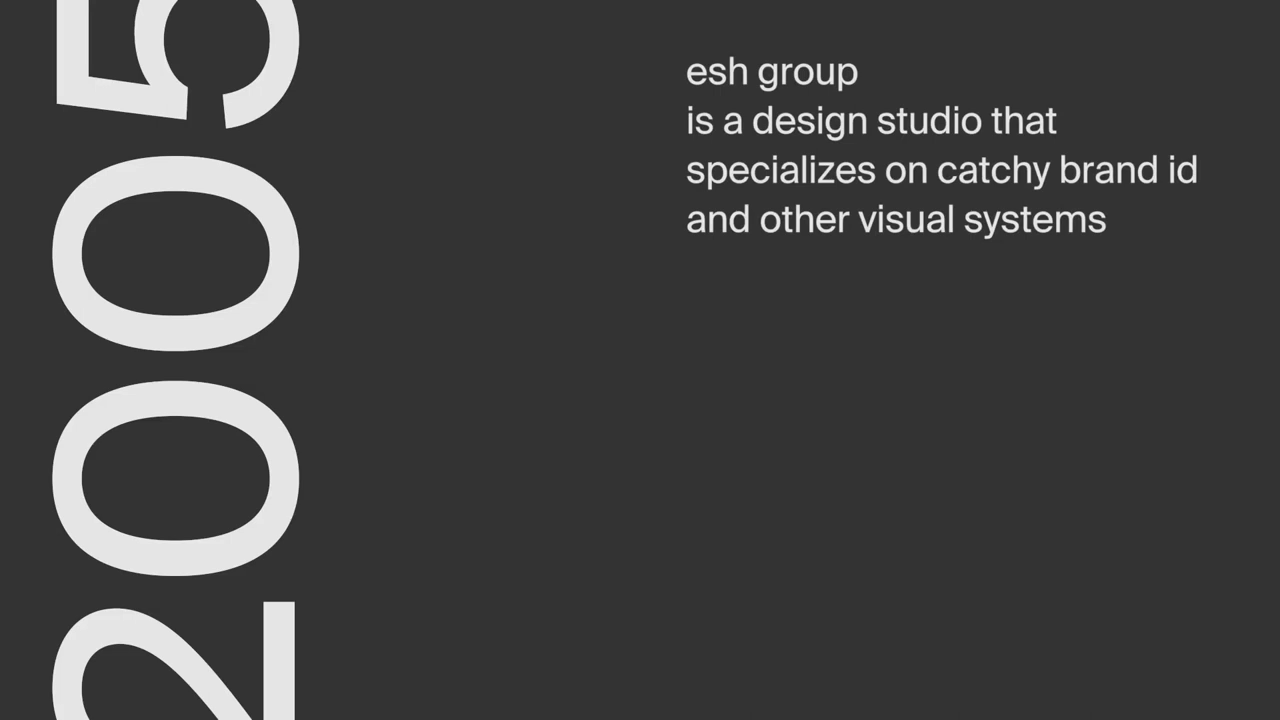 2005
esh group
is a design studio that
specializes on catchy brand id
and other visual systems